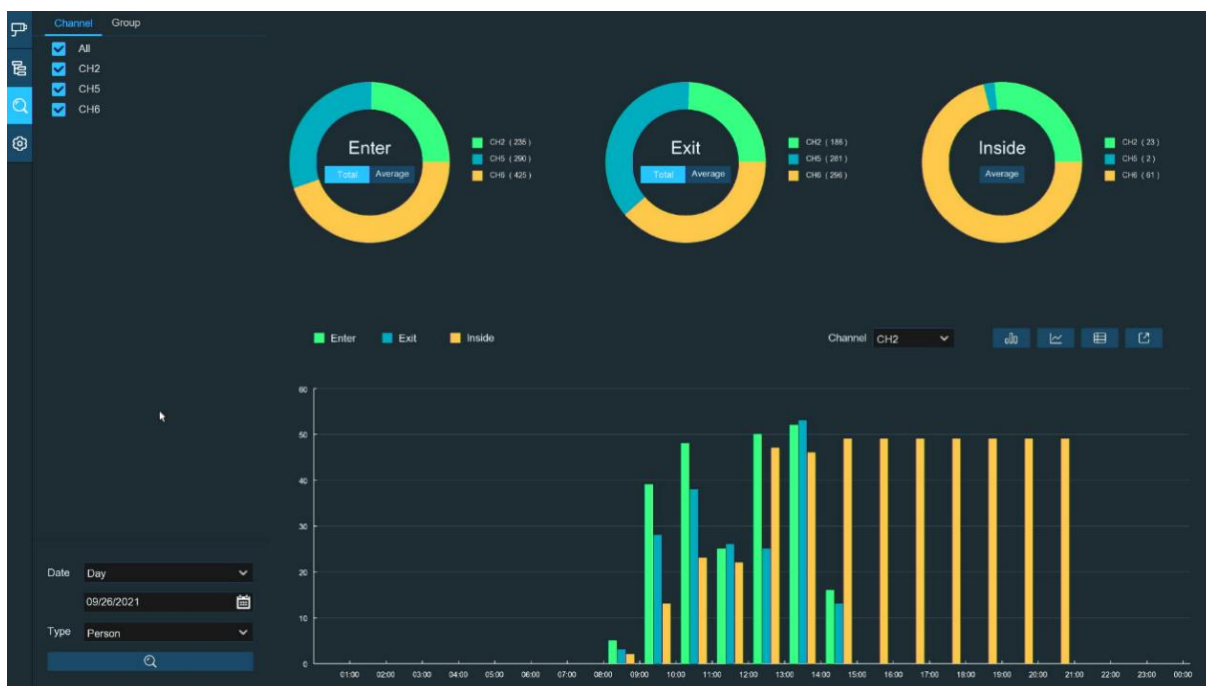 Channel Group
All
CH2
CH5
CH6
Enter
Total Average
CH2 ( 235 )
CH5 ( 290 )
CH6 ( 425 )
Exit
Total Average
CH2 ( 186 )
CH5 ( 281 )
CH6 ( 296 )
Inside
Average
CH2 ( 23 )
CH5 ( 2 )
CH6 ( 61 )
Enter Exit Inside
Channel CH2
60
50
40
30
20
10
0
01:00 02:00 03:00 04:00 05:00 06:00 07:00 08:00 09:00 10:00 11:00 12:00 13:00 14:00 15:00 16:00 17:00 18:00 19:00 20:00 21:00 22:00 23:00 00:00
Date Day
09/26/2021
Type Person